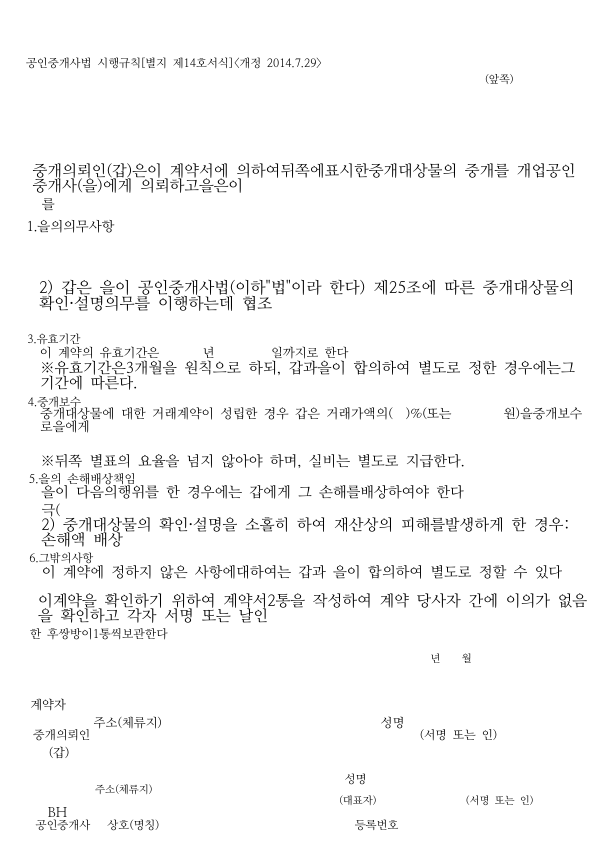 공인중개사법 시행규칙[별지 제14호서식]<개정 2014.7.29>
(앞쪽)
중개의뢰인(갑)은이 계약서에 의하여뒤쪽에표시한중개대상물의 중개를 개업공인
중개사(을)에게 의뢰하고을은이
를
1.을의의무사항
2) 갑은 을이 공인중개사법(이하"법"이라 한다) 제25조에 따른 중개대상물의
확인·설명의무를 이행하는데 협조
3.유효기간
이 계약의 유효기간은 년 일까지로 한다
※유효기간은3개월을 원칙으로 하되, 갑과을이 합의하여 별도로 정한 경우에는그
기간에 따른다.
4.중개보수
중개대상물에 대한 거래계약이 성립한 경우 갑은 거래가액의( )%(또는 원)을중개보수
로을에게
※뒤쪽 별표의 요율을 넘지 않아야 하며, 실비는 별도로 지급한다.
5.을의 손해배상책임
을이 다음의행위를 한 경우에는 갑에게 그 손해를배상하여야 한다
극(
2) 중개대상물의 확인·설명을 소홀히 하여 재산상의 피해를발생하게 한 경우:
손해액 배상
6.그밖의사항
이 계약에 정하지 않은 사항에대하여는 갑과 을이 합의하여 별도로 정할 수 있다
이계약을 확인하기 위하여 계약서2통을 작성하여 계약 당사자 간에 이의가 없음
을 확인하고 각자 서명 또는 날인
한 후쌍방이1통씩보관한다
년 월
계약자
주소(체류지) 성명
중개의뢰인 (서명 또는 인)
(갑)
성명
주소(체류지)
(대표자) (서명 또는 인)
BH
공인중개사 상호(명칭) 등록번호